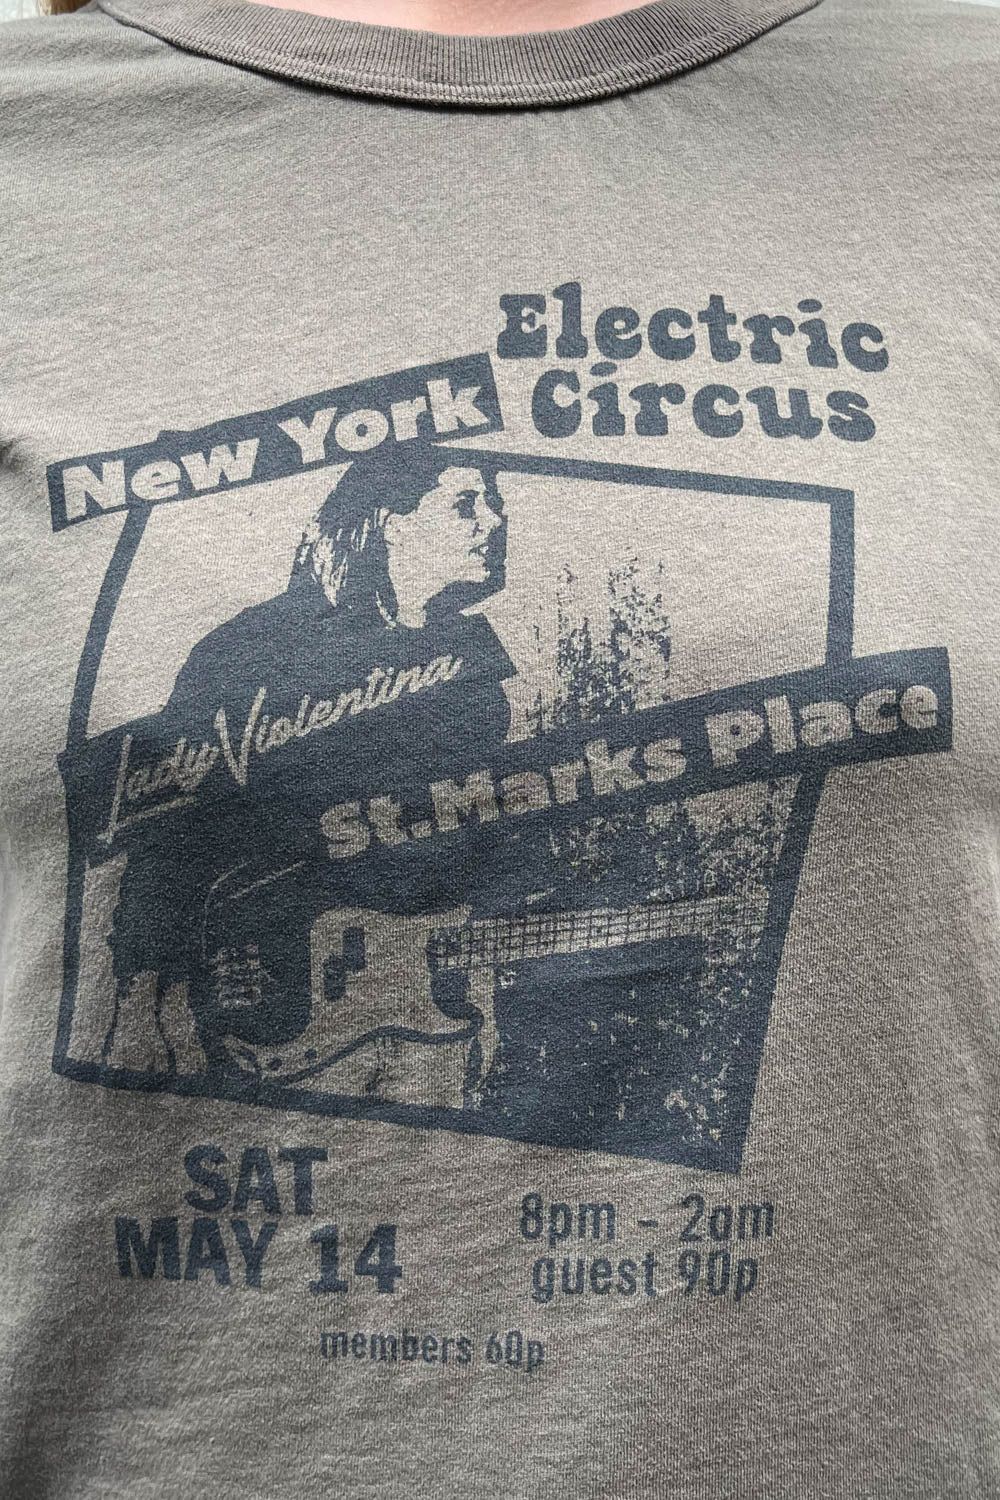 Electric
Circus
New York
Lady Violentina
St.Marks Place
SAT
MAY 14
8pm - 2am
guest 90p
members 60p